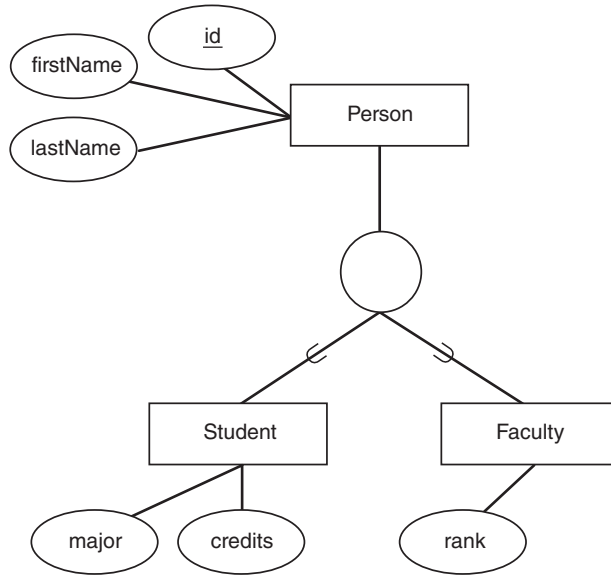 id
firstName
Person
lastName
Student
Faculty
major
credits
rank